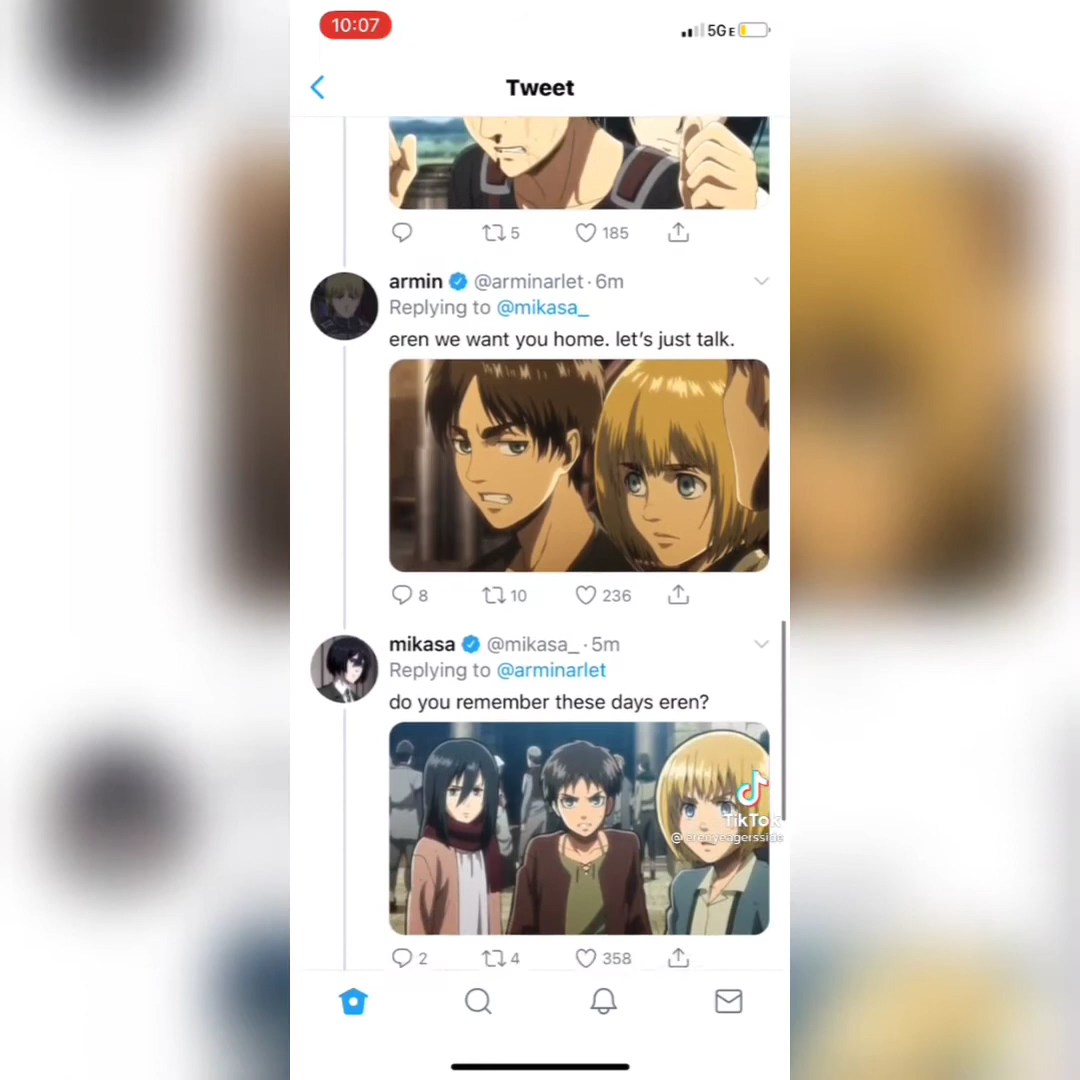 10:07
5GE
Tweet
5
185
armin @arminarlet · 6m
Replying to @mikasa_
eren we want you home. let's just talk.
8
10
236
mikasa @mikasa_ · 5m
Replying to @arminarlet
do you remember these days eren?
TikTok
@erenyeagersside
2
4
358